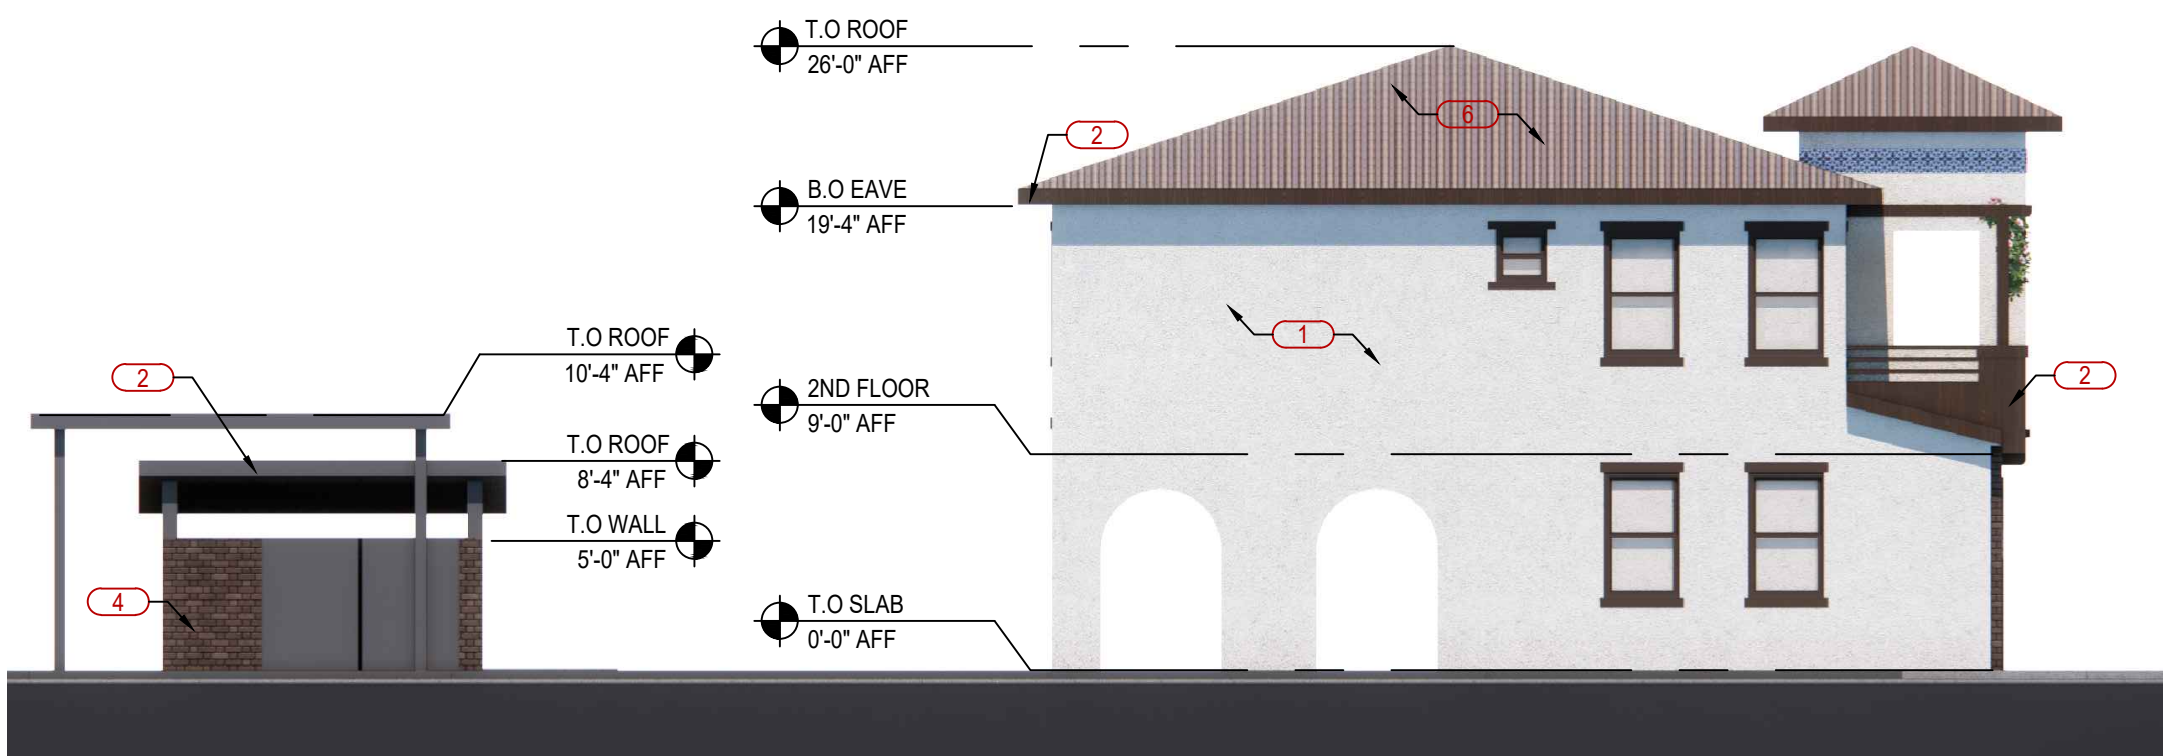 T.O ROOF
26'-0" AFF
6
2
B.O EAVE
19'-4" AFF
1
T.O ROOF
10'-4" AFF
2
2ND FLOOR
9'-0" AFF
2
T.O ROOF
8'-4" AFF
T.O WALL
5'-0" AFF
4
T.O SLAB
0'-0" AFF